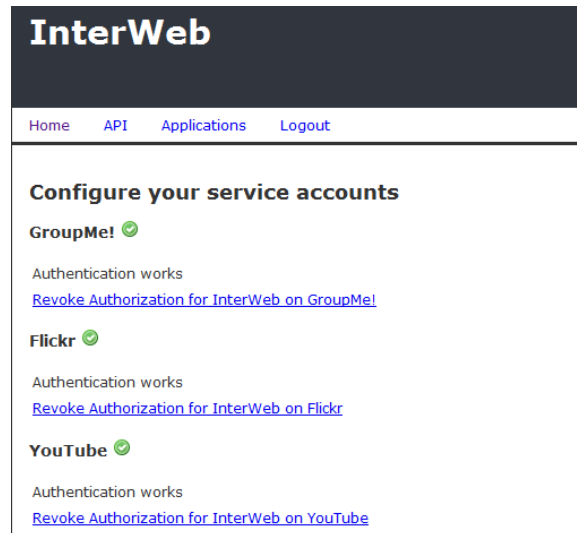 InterWeb
Home API Applications Logout
Configure your service accounts
GroupMe!
Authentication works
Revoke Authorization for InterWeb on GroupMe!
Flickr
Authentication works
Revoke Authorization for InterWeb on Flickr
YouTube
Authentication works
Revoke Authorization for InterWeb on YouTube